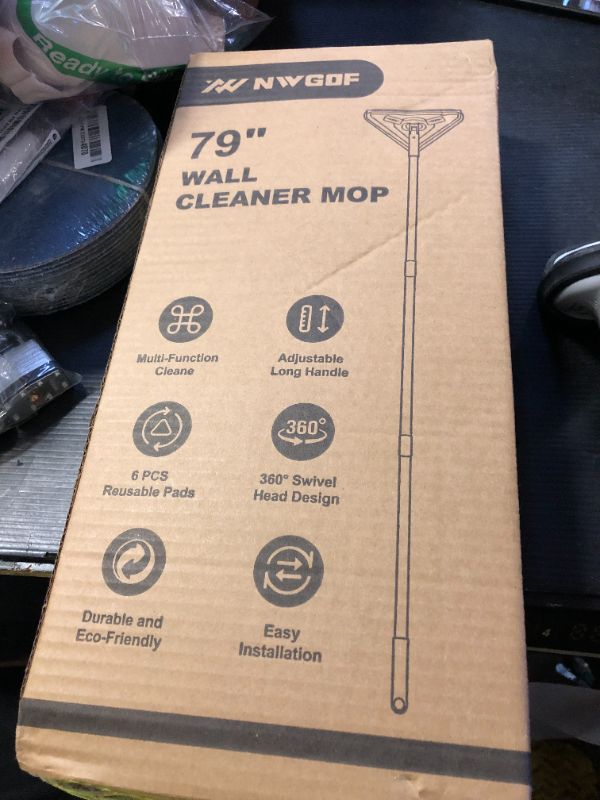 Ready
NWGOF
79"
WALL
CLEANER MOP
Multi-Function
Cleane
Adjustable
Long Handle
6 PCS
Reusable Pads
360°
360° Swivel
Head Design
Durable and
Eco-Friendly
Easy
Installation
4